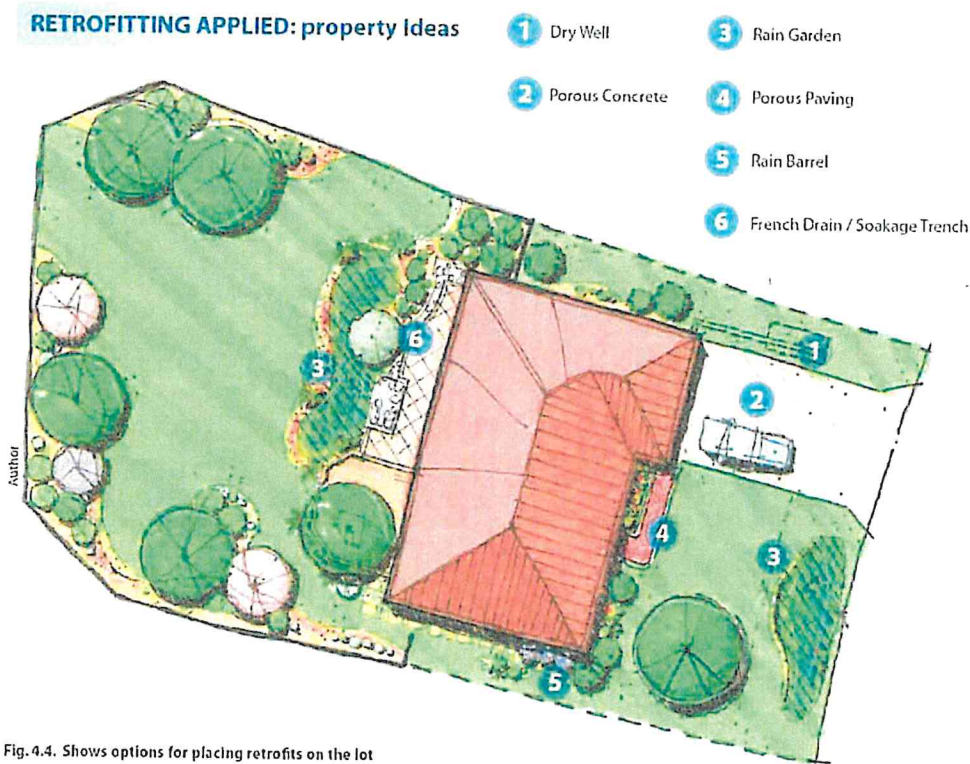 RETROFITTING APPLIED: property Ideas
1 Dry Well
2 Porous Concrete
3 Rain Garden
4 Porous Paving
5 Rain Barrel
6 French Drain / Soakage Trench
6
3
1
2
4
3
5
Author
Fig. 4.4. Shows options for placing retrofits on the lot